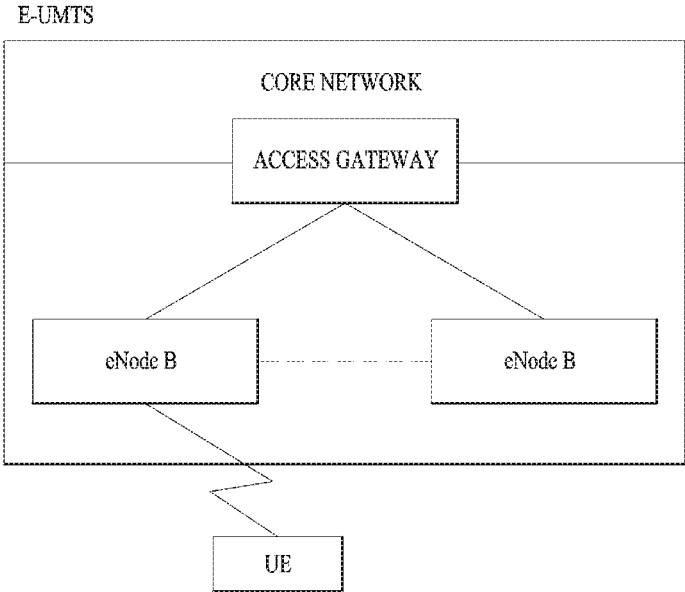 E-UMTS
CORE NETWORK
ACCESS GATEWAY
eNode B
eNode B
UE